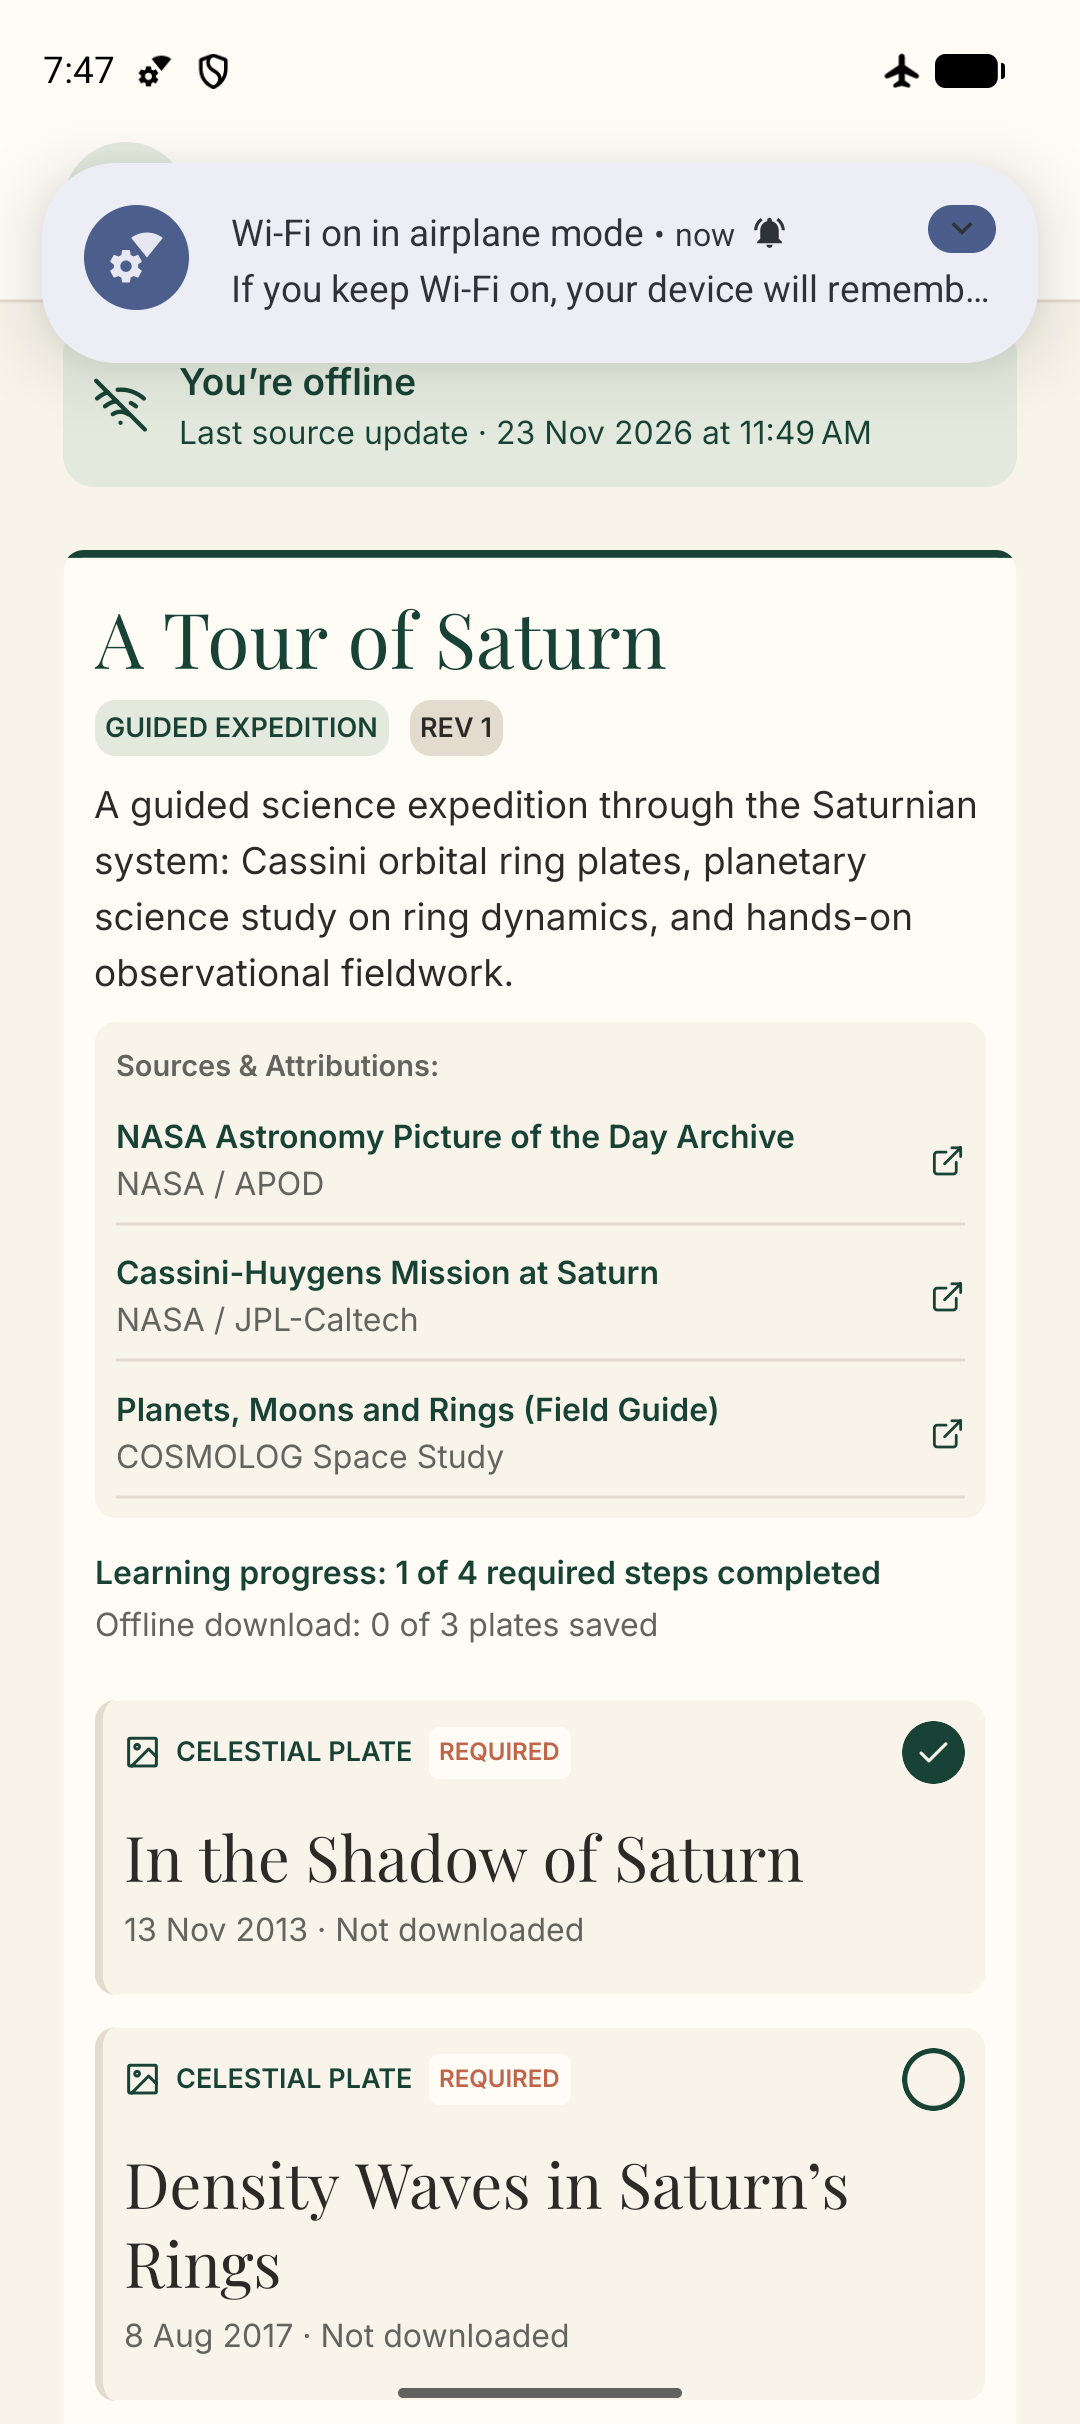 7:47
Wi-Fi on in airplane mode • now
If you keep Wi-Fi on, your device will rememb…
You’re offline
Last source update · 23 Nov 2026 at 11:49 AM
A Tour of Saturn
GUIDED EXPEDITION REV 1
A guided science expedition through the Saturnian
system: Cassini orbital ring plates, planetary
science study on ring dynamics, and hands-on
observational fieldwork.
Sources & Attributions:
NASA Astronomy Picture of the Day Archive
NASA / APOD
Cassini-Huygens Mission at Saturn
NASA / JPL-Caltech
Planets, Moons and Rings (Field Guide)
COSMOLOG Space Study
Learning progress: 1 of 4 required steps completed
Offline download: 0 of 3 plates saved
CELESTIAL PLATE REQUIRED
In the Shadow of Saturn
13 Nov 2013 · Not downloaded
CELESTIAL PLATE REQUIRED
Density Waves in Saturn’s
Rings
8 Aug 2017 · Not downloaded